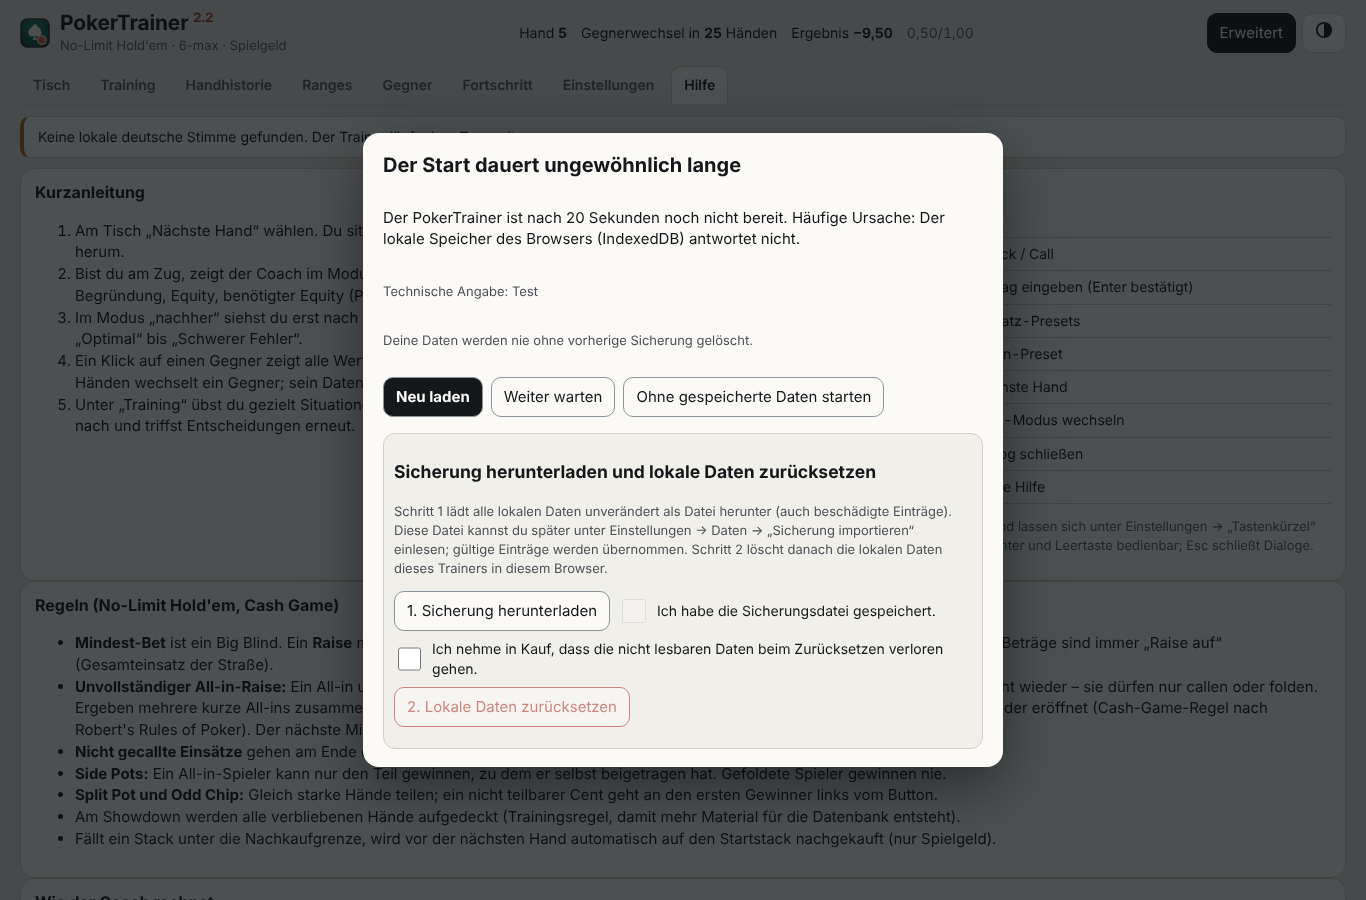 PokerTrainer 2.2
No-Limit Hold'em · 6-max · Spielgeld
Hand 5 Gegnerwechsel in 25 Händen Ergebnis −9,50 0,50/1,00
Erweitert
Tisch Training Handhistorie Ranges Gegner Fortschritt Einstellungen Hilfe
Keine lokale deutsche Stimme gefunden. Der
Kurzanleitung
1. Am Tisch „Nächste Hand“ wählen. Du
herum.
2. Bist du am Zug, zeigt der Coach im
Begründung, Equity, benötigter Equity
3. Im Modus „nachher“ siehst du erst nach
„Optimal“ bis „Schwerer Fehler“.
4. Ein Klick auf einen Gegner zeigt alle
Händen wechselt ein Gegner; sein
5. Unter „Training“ übst du gezielt
nach und triffst Entscheidungen erneut.
/ Call
eingeben (Enter bestätigt)
-Presets
-Preset
Hand
-Modus wechseln
schließen
Hilfe
lassen sich unter Einstellungen → „Tastenkürzel“
und Leertaste bedienbar; Esc schließt Dialoge.
Der Start dauert ungewöhnlich lange
Der PokerTrainer ist nach 20 Sekunden noch nicht bereit. Häufige Ursache: Der
lokale Speicher des Browsers (IndexedDB) antwortet nicht.
Technische Angabe: Test
Deine Daten werden nie ohne vorherige Sicherung gelöscht.
Neu laden Weiter warten Ohne gespeicherte Daten starten
Sicherung herunterladen und lokale Daten zurücksetzen
Schritt 1 lädt alle lokalen Daten unverändert als Datei herunter (auch beschädigte Einträge).
Diese Datei kannst du später unter Einstellungen → Daten → „Sicherung importieren“
einlesen; gültige Einträge werden übernommen. Schritt 2 löscht danach die lokalen Daten
dieses Trainers in diesem Browser.
1. Sicherung herunterladen Ich habe die Sicherungsdatei gespeichert.
Ich nehme in Kauf, dass die nicht lesbaren Daten beim Zurücksetzen verloren
gehen.
2. Lokale Daten zurücksetzen
Regeln (No-Limit Hold'em, Cash Game)
• Mindest-Bet ist ein Big Blind. Ein Raise
Beträge sind immer „Raise auf“
(Gesamteinsatz der Straße).
• Unvollständiger All-in-Raise: Ein All-in
wieder – sie dürfen nur callen oder folden.
Ergeben mehrere kurze All-ins
eröffnet (Cash-Game-Regel nach
Robert's Rules of Poker). Der nächste
• Nicht gecallte Einsätze gehen am Ende
• Side Pots: Ein All-in-Spieler kann nur den Teil gewinnen, zu dem er selbst beigetragen hat. Gefoldete Spieler gewinnen nie.
• Split Pot und Odd Chip: Gleich starke Hände teilen; ein nicht teilbarer Cent geht an den ersten Gewinner links vom Button.
• Am Showdown werden alle verbliebenen Hände aufgedeckt (Trainingsregel, damit mehr Material für die Datenbank entsteht).
• Fällt ein Stack unter die Nachkaufgrenze, wird vor der nächsten Hand automatisch auf den Startstack nachgekauft (nur Spielgeld).
Wie der Coach rechnet